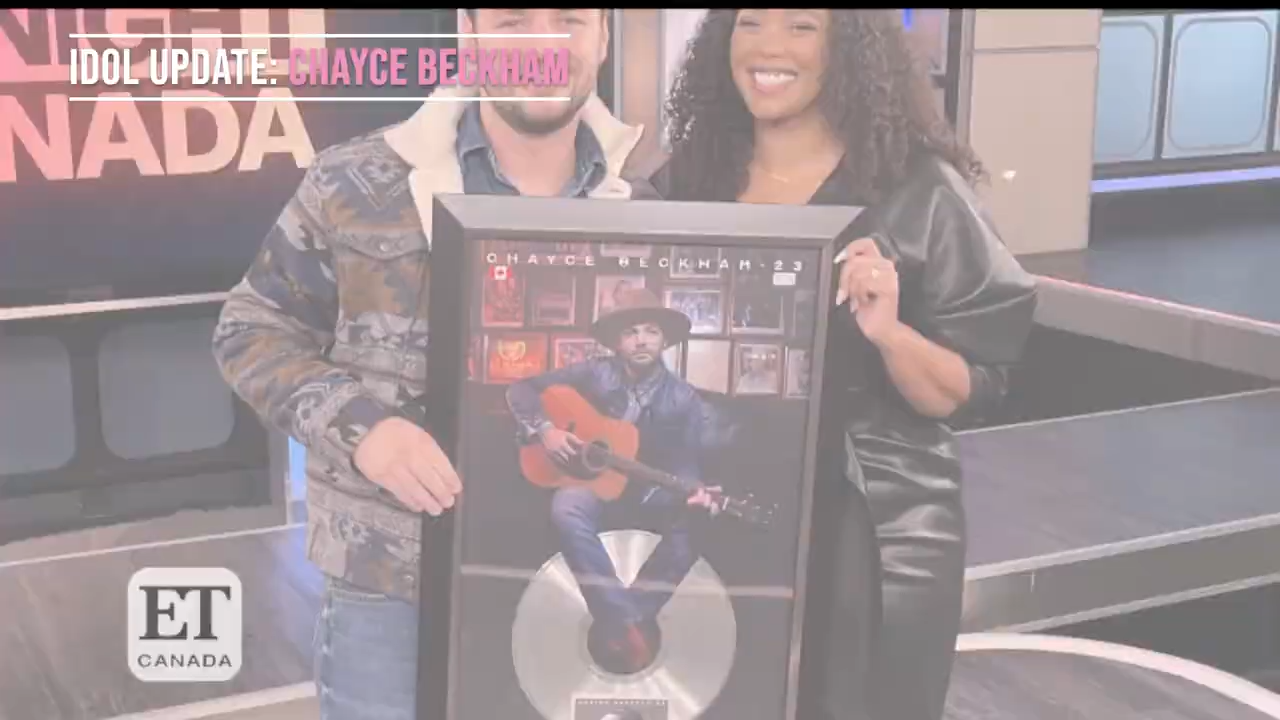 NIGHT
NADA
IDOL UPDATE: CHAYCE BECKHAM
CHAYCE BECKHAM - 23
ET
CANADA